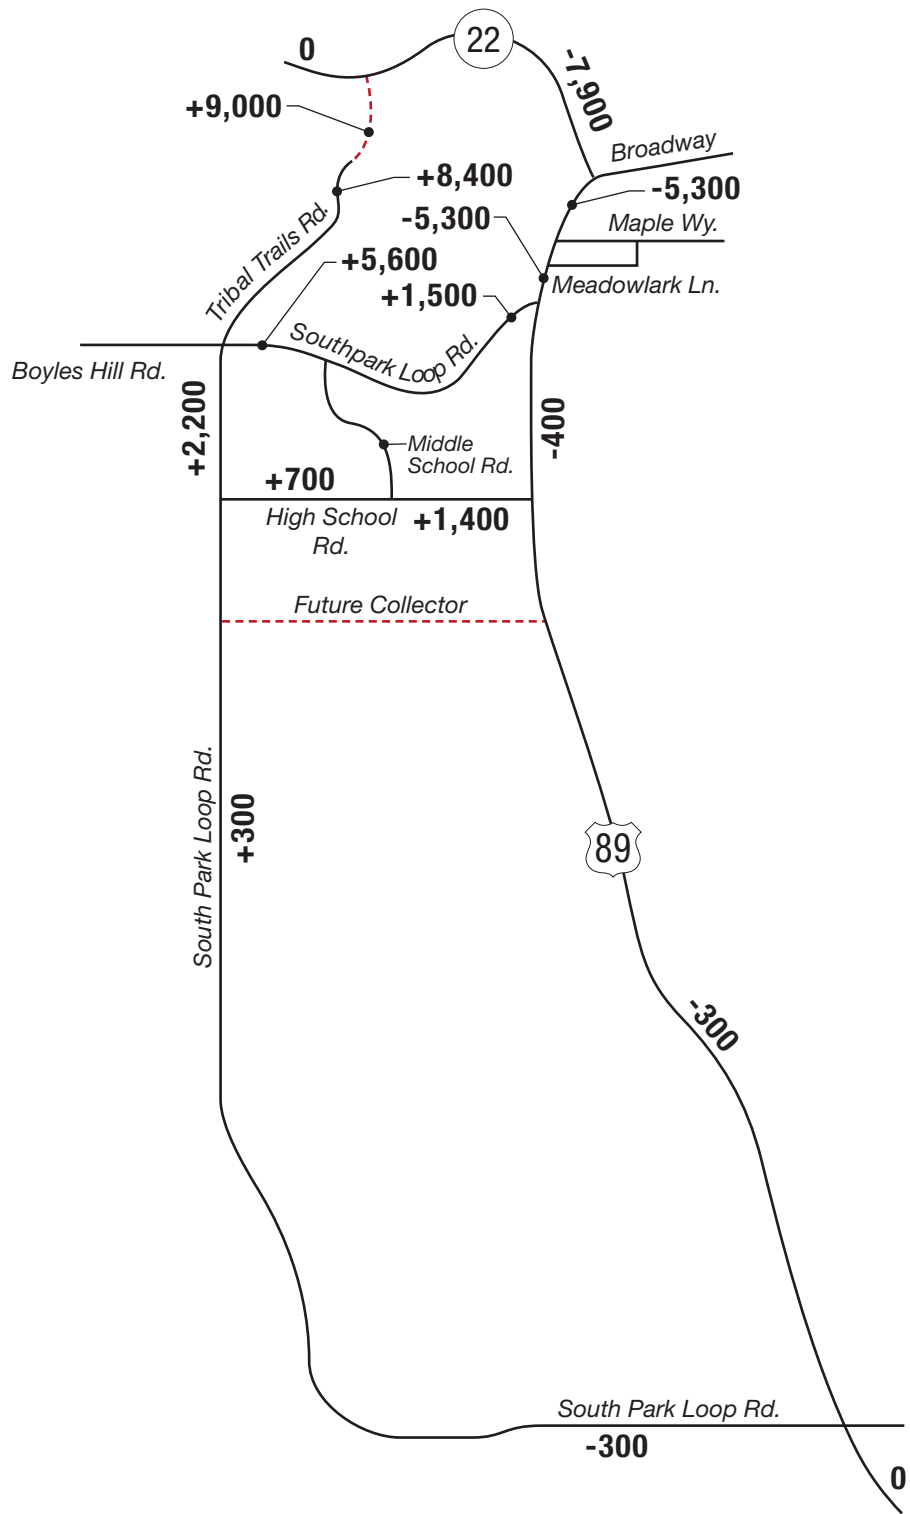 22
0
-7,900
+9,000
Broadway
+8,400
-5,300
Maple Wy.
-5,300
Tribal Trails Rd.
+5,600
Meadowlark Ln.
+1,500
Southpark Loop Rd.
Boyles Hill Rd.
+2,200
-400
Middle
School Rd.
+700
High School
Rd.
+1,400
Future Collector
South Park Loop Rd.
+300
89
-300
South Park Loop Rd.
-300
0